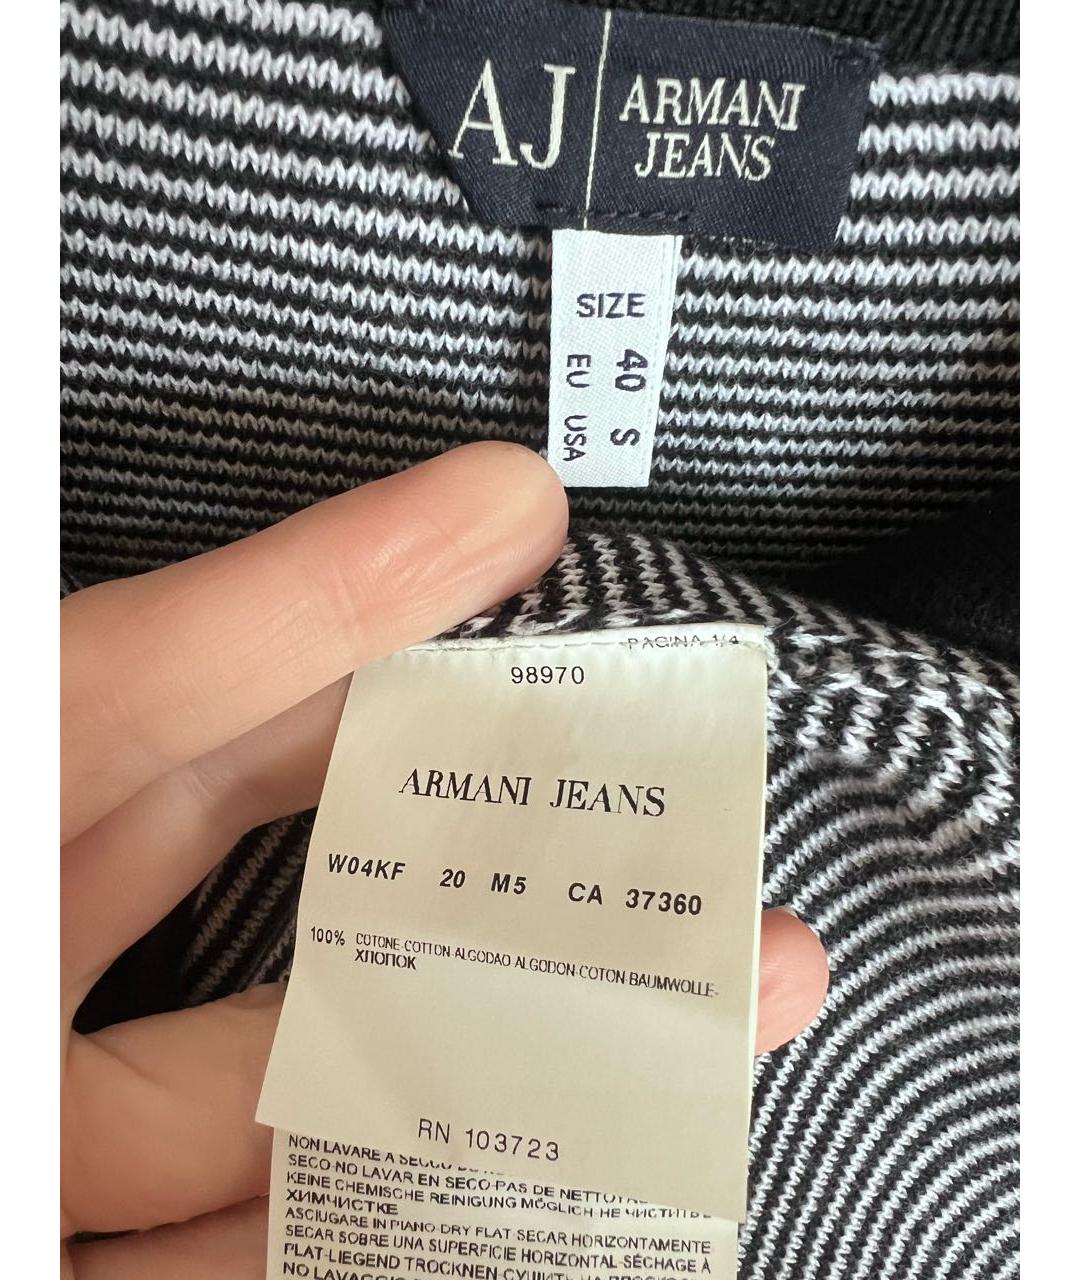 AJ
ARMANI
JEANS
SIZE
40 S
EU USA
PAGINA 1/4
98970
ARMANI JEANS
W04KF 20 M5 CA 37360
100% COTONE-COTTON-ALGODAO-ALGODON-COTON-BAUMWOLLE-
ХЛОПОК
RN 103723
NON LAVARE A SECCO
SECO-NO LAVAR EN SECO-PAS DE
KEINE CHEMISCHE REINIGUNG MÖGLICH-НЕ
ХИМЧИСТКЕ
ASCIUGARE IN PIANO-DRY FLAT-SECAR HORIZONTAMENTE
SECAR SOBRE UNA SUPERFICIE HORIZONTAL-SÉCHAGE À
PLAT-LIEGEND TROCKNEN-СУШИТЬ НА
NO